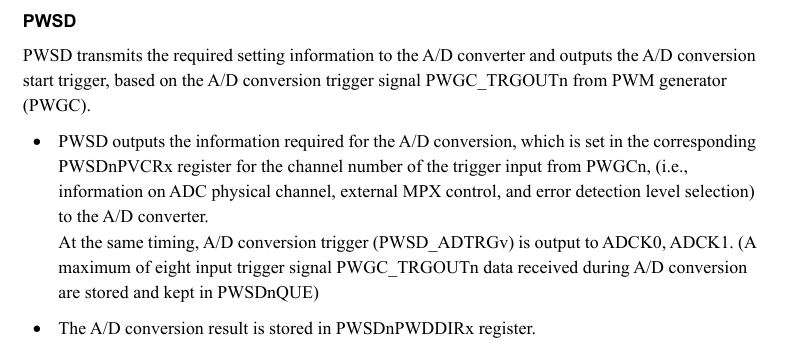 PWSD
PWSD transmits the required setting information to the A/D converter and outputs the A/D conversion
start trigger, based on the A/D conversion trigger signal PWGC_TRGOUTn from PWM generator
(PWGC).
• PWSD outputs the information required for the A/D conversion, which is set in the corresponding
PWSDnPVCRx register for the channel number of the trigger input from PWGCn, (i.e.,
information on ADC physical channel, external MPX control, and error detection level selection)
to the A/D converter.
At the same timing, A/D conversion trigger (PWSD_ADTRGv) is output to ADCK0, ADCK1. (A
maximum of eight input trigger signal PWGC_TRGOUTn data received during A/D conversion
are stored and kept in PWSDnQUE)
• The A/D conversion result is stored in PWSDnPWDDIRx register.